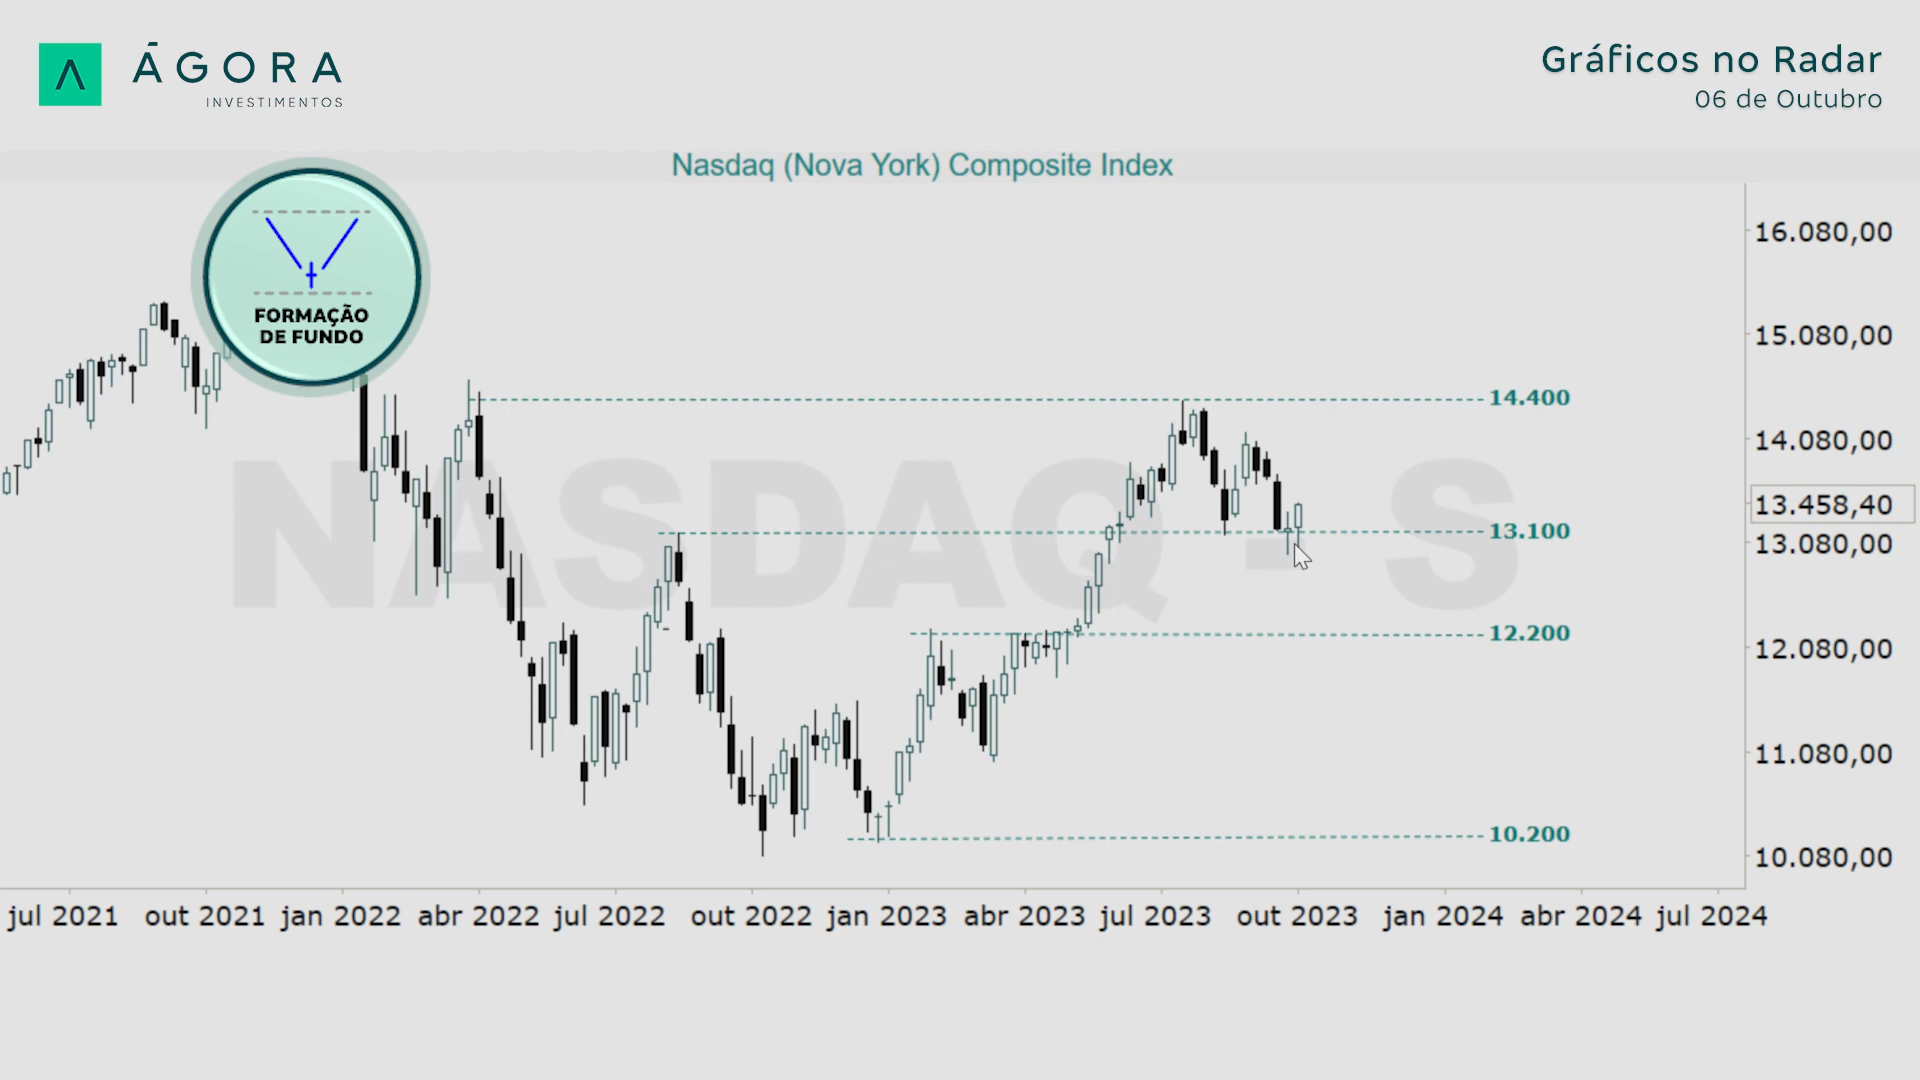 ÁGORA
INVESTIMENTOS
Gráficos no Radar
06 de Outubro
Nasdaq (Nova York) Composite Index
FORMAÇÃO
DE FUNDO
NASDAQ - S
16.080,00
15.080,00
14.400
14.080,00
13.458,40
13.100
13.080,00
12.200
12.080,00
11.080,00
10.200
10.080,00
jul 2021 out 2021 jan 2022 abr 2022 jul 2022 out 2022 jan 2023 abr 2023 jul 2023 out 2023 jan 2024 abr 2024 jul 2024